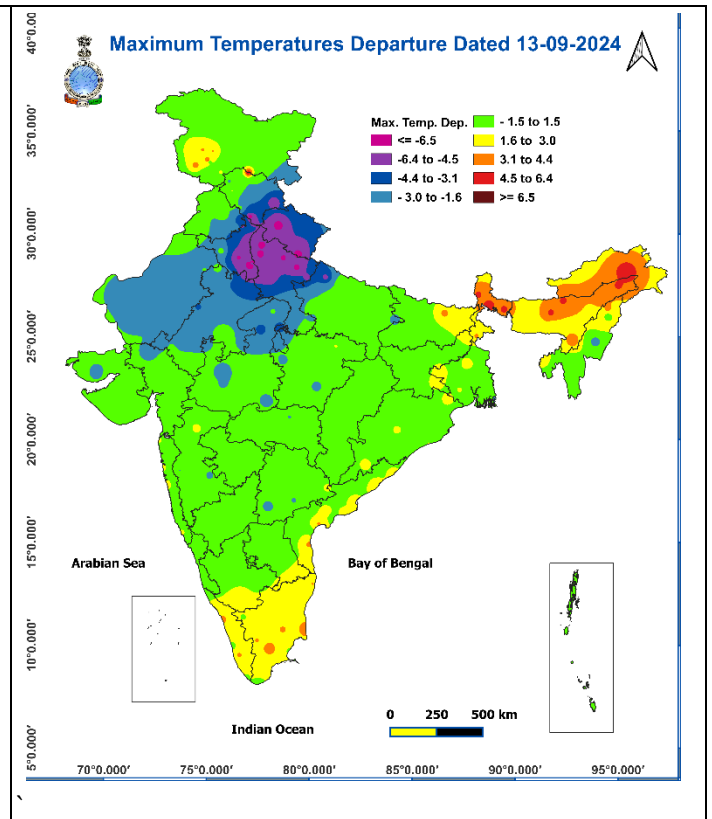 Maximum Temperatures Departure Dated 13-09-2024
Max. Temp. Dep.
<= -6.5
-6.4 to -4.5
-4.4 to -3.1
- 3.0 to -1.6
- 1.5 to 1.5
1.6 to 3.0
3.1 to 4.4
4.5 to 6.4
>= 6.5
40°0.000'
35°0.000'
30°0.000'
25°0.000'
20°0.000'
15°0.000'
10°0.000'
5°0.000'
Arabian Sea
Bay of Bengal
Indian Ocean
0 250 500 km
70°0.000' 75°0.000' 80°0.000' 85°0.000' 90°0.000' 95°0.000'
`